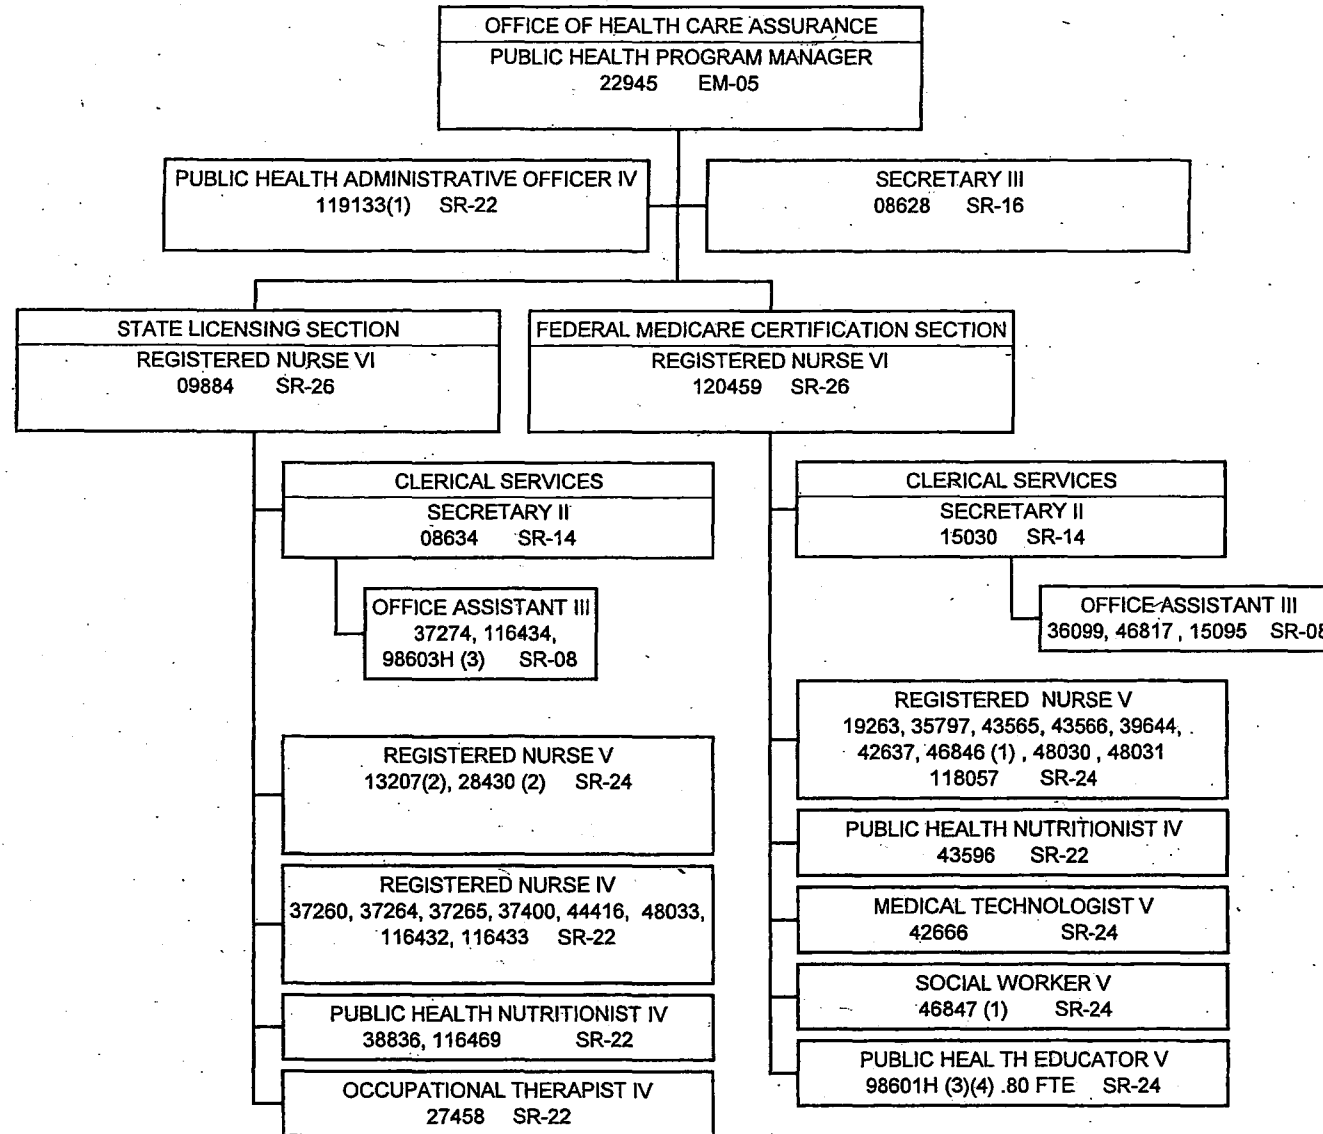 OFFICE OF HEALTH CARE ASSURANCE
PUBLIC HEALTH PROGRAM MANAGER
22945 EM-05
PUBLIC HEALTH ADMINISTRATIVE OFFICER IV
119133(1) SR-22
SECRETARY III
08628 SR-16
STATE LICENSING SECTION
REGISTERED NURSE VI
09884 SR-26
FEDERAL MEDICARE CERTIFICATION SECTION
REGISTERED NURSE VI
120459 SR-26
CLERICAL SERVICES
SECRETARY II
08634 SR-14
OFFICE ASSISTANT III
37274, 116434,
98603H (3) SR-08
REGISTERED NURSE V
13207(2), 28430 (2) SR-24
REGISTERED NURSE IV
37260, 37264, 37265, 37400, 44416, 48033,
116432, 116433 SR-22
PUBLIC HEALTH NUTRITIONIST IV
38836, 116469 SR-22
OCCUPATIONAL THERAPIST IV
27458 SR-22
CLERICAL SERVICES
SECRETARY II
15030 SR-14
OFFICE ASSISTANT III
36099, 46817 , 15095 SR-08
REGISTERED NURSE V
19263, 35797, 43565, 43566, 39644,
42637, 46846 (1) , 48030 , 48031
118057 SR-24
PUBLIC HEALTH NUTRITIONIST IV
43596 SR-22
MEDICAL TECHNOLOGIST V
42666 SR-24
SOCIAL WORKER V
46847 (1) SR-24
PUBLIC HEAL TH EDUCATOR V
98601H (3)(4) .80 FTE SR-24